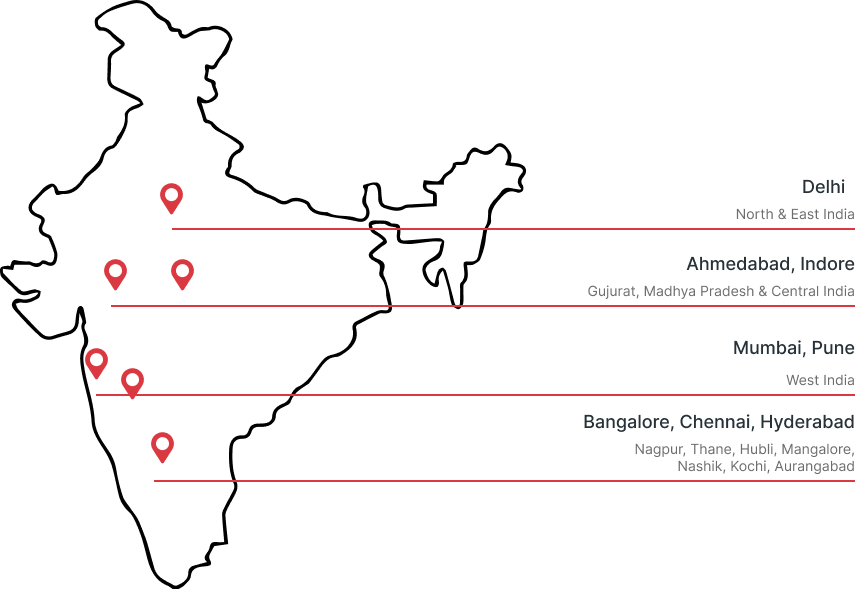 Delhi
North & East India
Ahmedabad, Indore
Gujurat, Madhya Pradesh & Central India
Mumbai, Pune
West India
Bangalore, Chennai, Hyderabad
Nagpur, Thane, Hubli, Mangalore,
Nashik, Kochi, Aurangabad